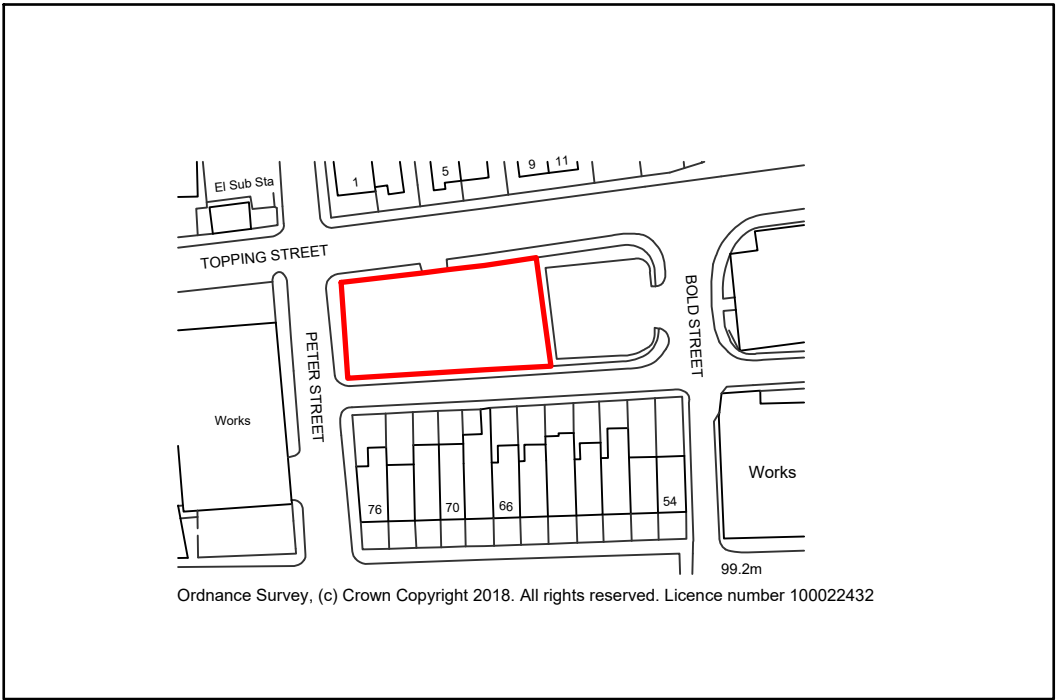 El Sub Sta
1
5
9
11
TOPPING STREET
PETER STREET
BOLD STREET
Works
Works
76
70
66
54
99.2m
Ordnance Survey, (c) Crown Copyright 2018. All rights reserved. Licence number 100022432